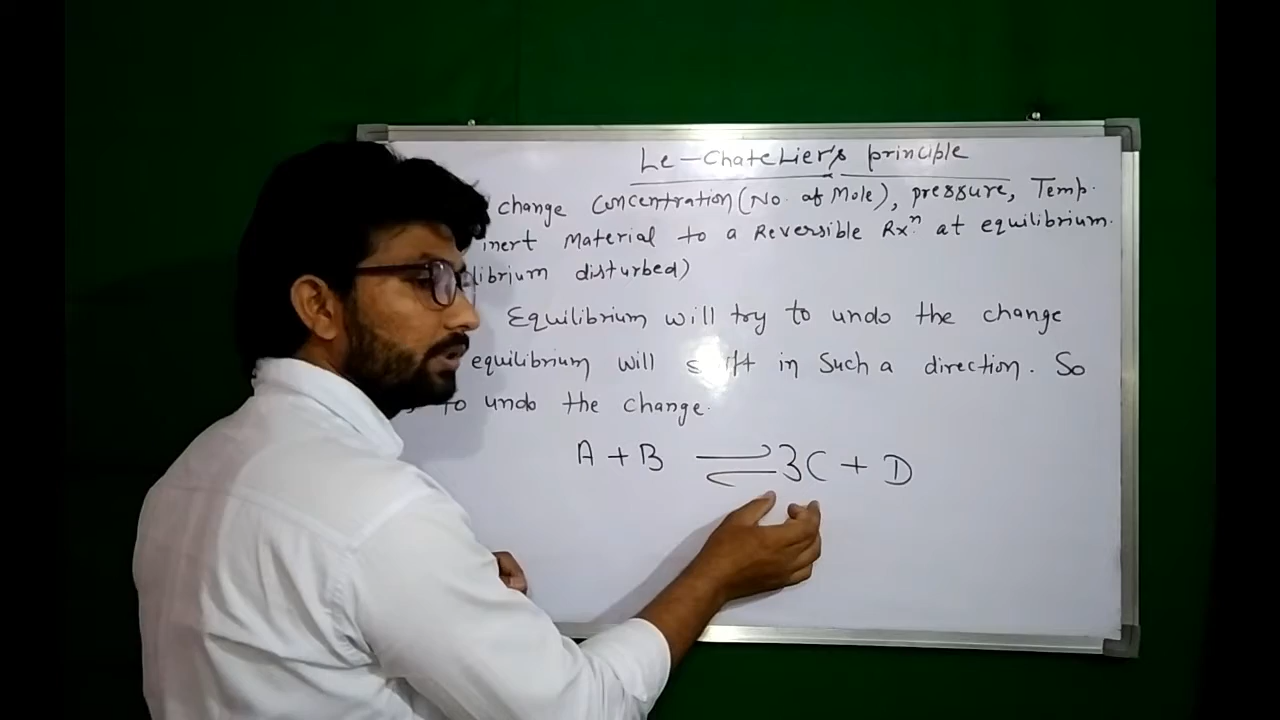 Le-Chatelier's principle
change Concentration (No. of Mole), pressure, Temp.
inert Material to a Reversible Rxⁿ. at equilibrium.
librium disturbed)
Equilibrium will try to undo the change
equilibrium will shift in Such a direction. So
to undo the change.
A + B ⇌ 3C + D